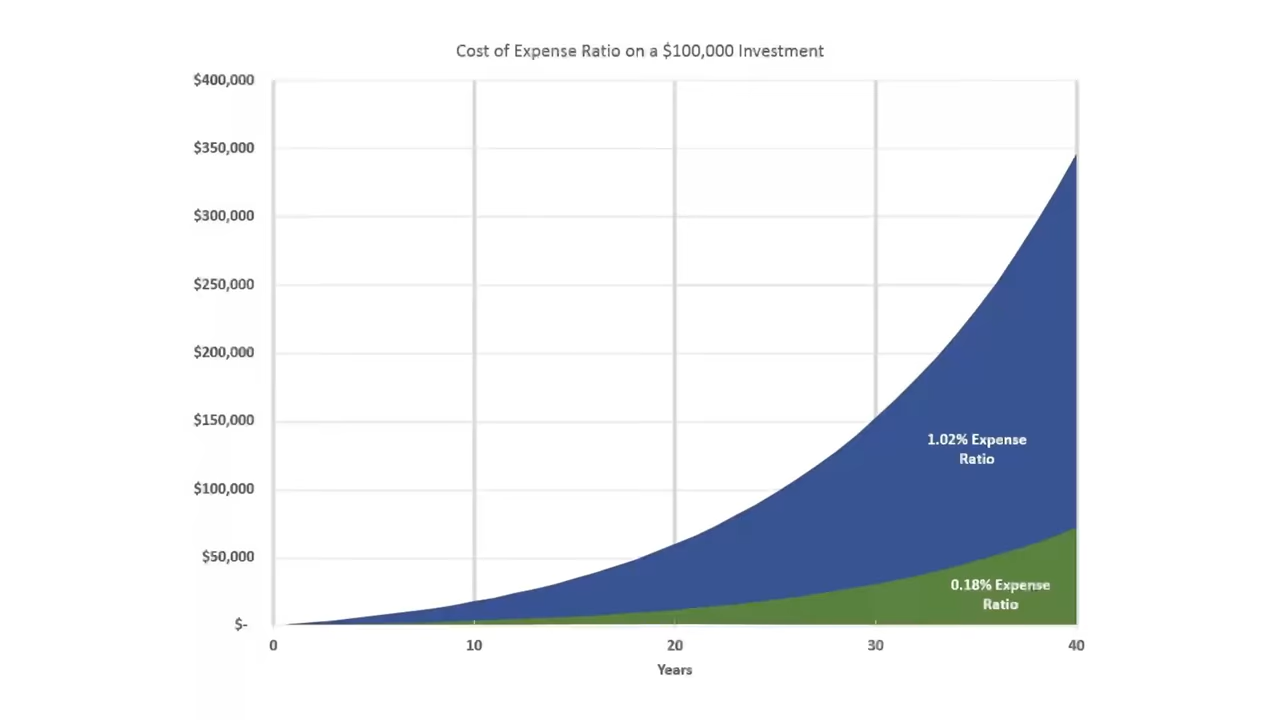 Cost of Expense Ratio on a $100,000 Investment
$400,000
$350,000
$300,000
$250,000
$200,000
$150,000
$100,000
$50,000
$-
1.02% Expense
Ratio
0.18% Expense
Ratio
0 10 20 30 40
Years